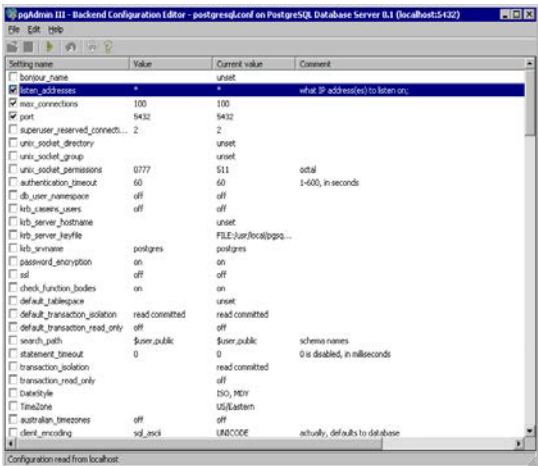 pgAdmin III - Backend Configuration Editor - postgresql.conf on PostgreSQL Database Server 8.1 (localhost:5432)
File Edit Help
Setting name Value Current value Comment
bonjour_name unset
listen_addresses * * what IP address(es) to listen on;
max_connections 100 100
port 5432 5432
superuser_reserved_connecti... 2 2
unix_socket_directory unset
unix_socket_group unset
unix_socket_permissions 0777 511 octal
authentication_timeout 60 60 1-600, in seconds
db_user_namespace off off
krb_caseins_users off off
krb_server_hostname unset
krb_server_keyfile FILE:/usr/local/pgsq...
krb_srvname postgres postgres
password_encryption on on
ssl off off
check_function_bodies on on
default_tablespace unset
default_transaction_isolation read committed read committed
default_transaction_read_only off off
search_path $user,public $user,public schema names
statement_timeout 0 0 0 is disabled, in milliseconds
transaction_isolation read committed
transaction_read_only off
DateStyle ISO, MDY
TimeZone US/Eastern
australian_timezones off off
client_encoding sql_ascii UNICODE actually, defaults to database
Configuration read from localhost